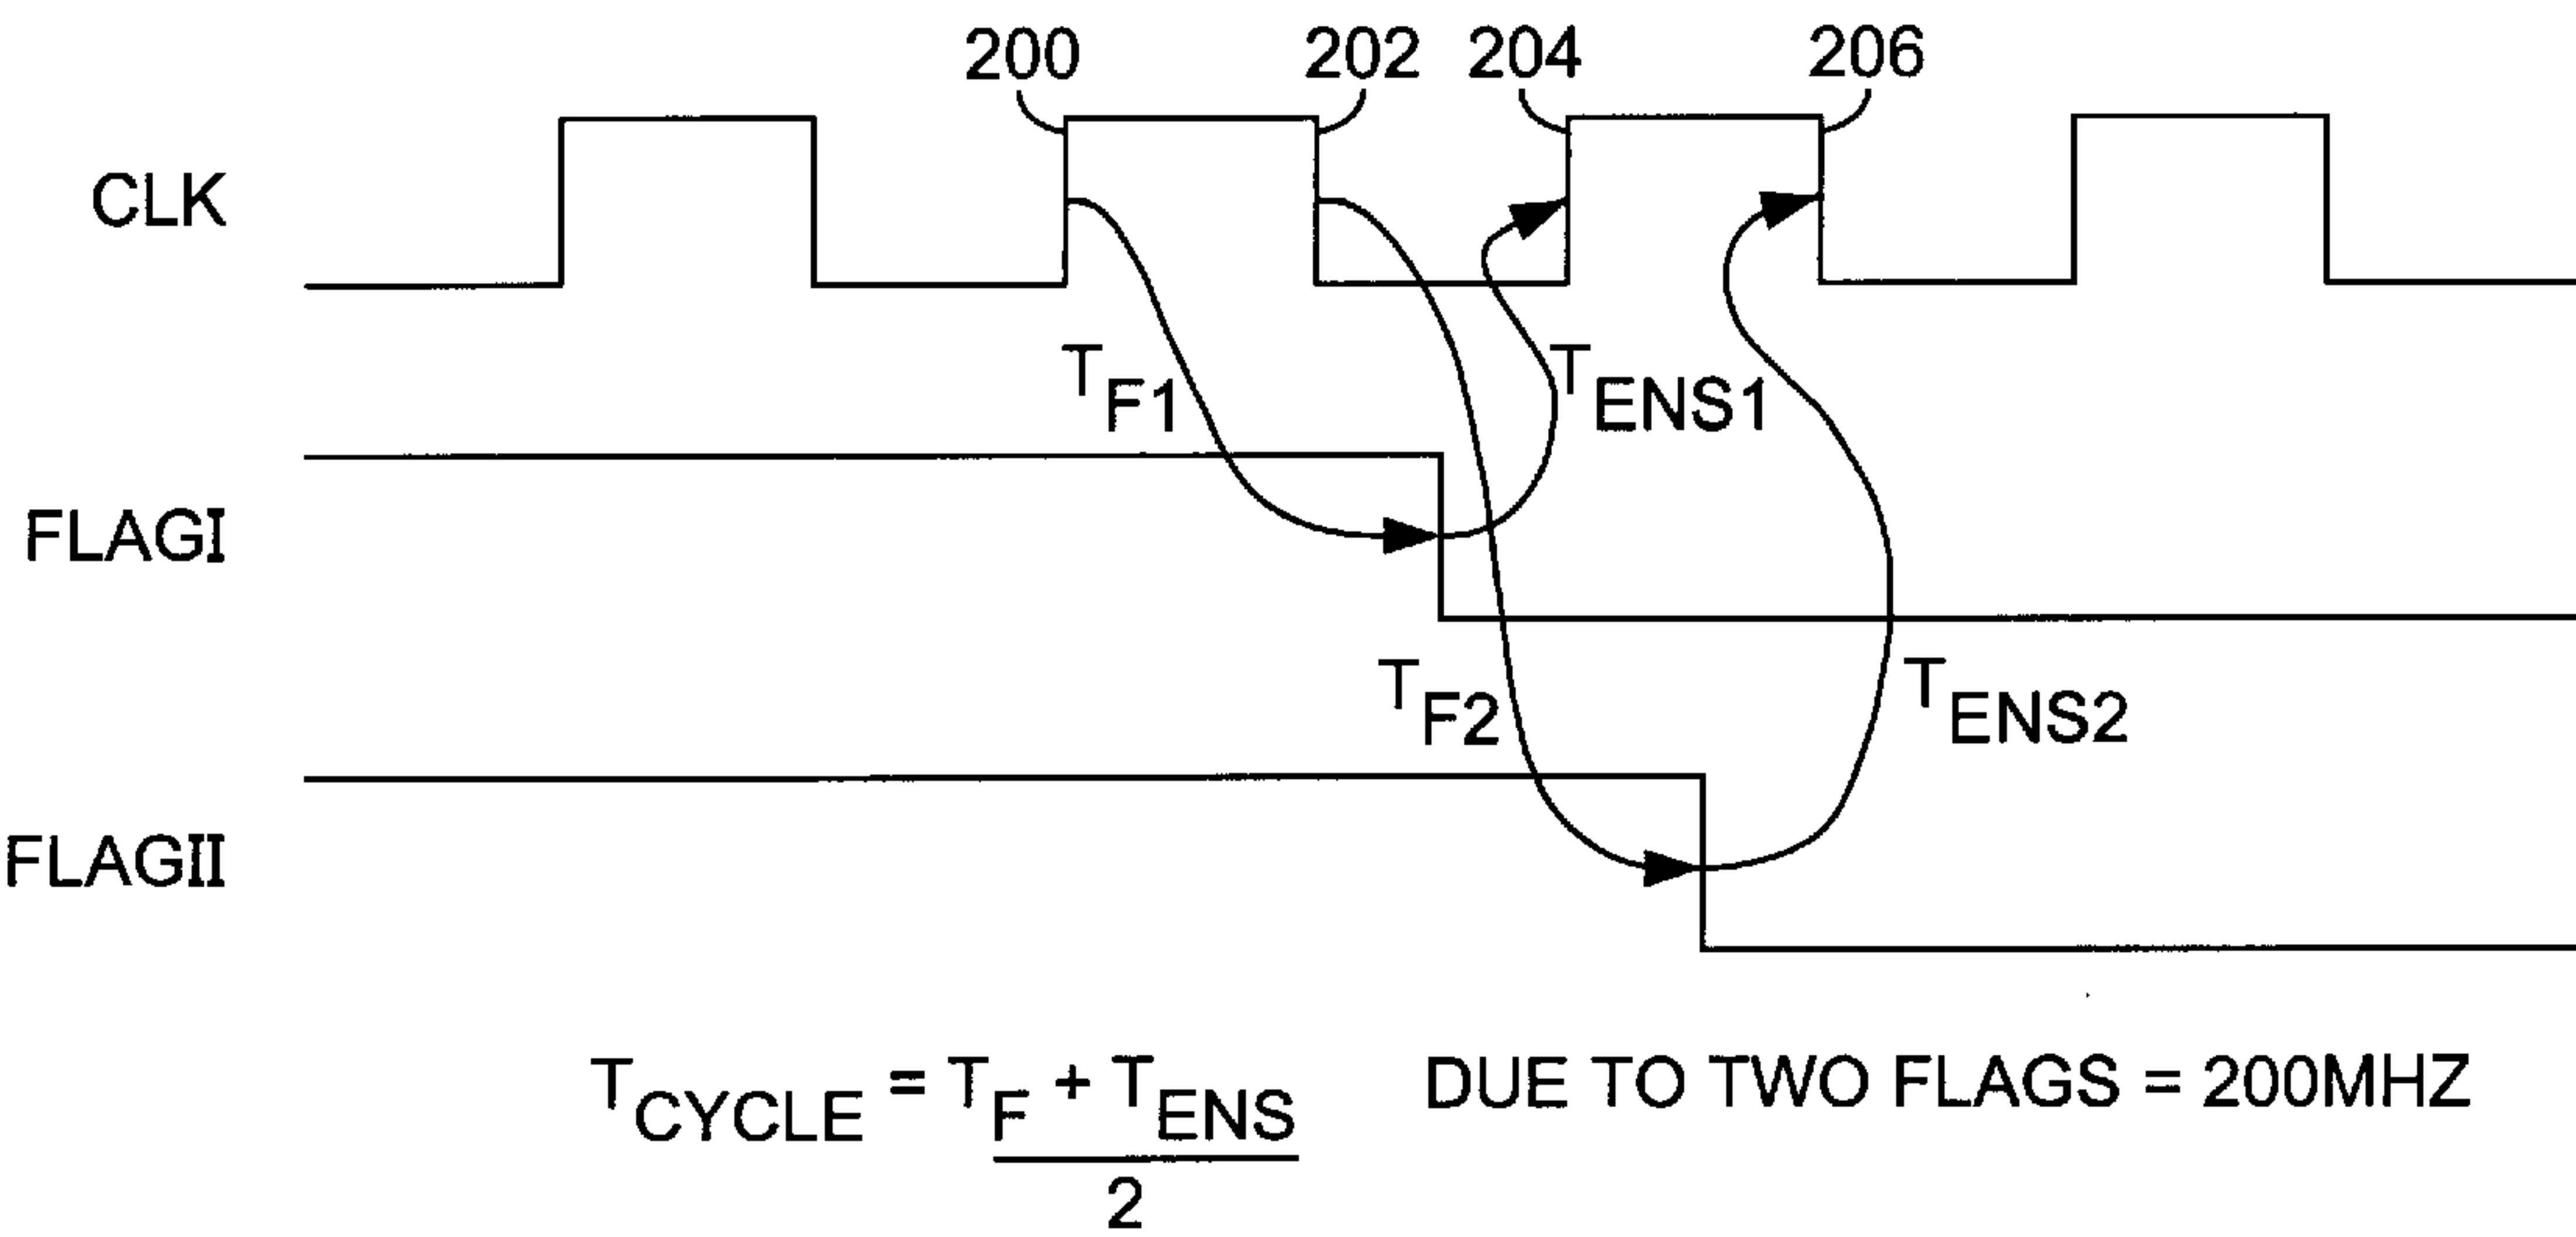 200 202 204 206
CLK
TF1 TENS1
FLAGI
TF2 TENS2
FLAGII
TCYCLE = TF + TENS DUE TO TWO FLAGS = 200MHZ
2